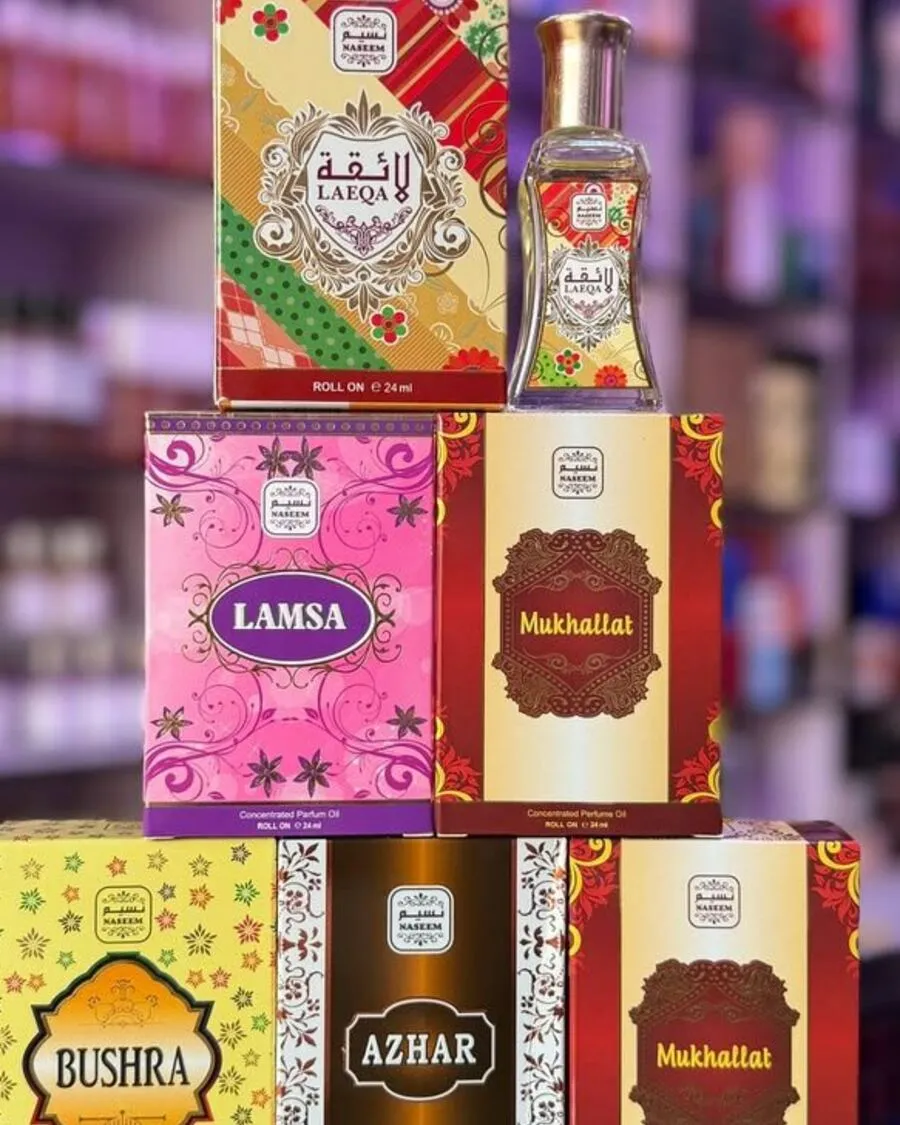 نسيم
NASEEM
لائقة
LAEQA
ROLL ON ℮ 24 ml
نسيم
NASEEM
لائقة
LAEQA
نسيم
NASEEM
LAMSA
Concentrated Parfum Oil
ROLL ON ℮ 24 ml
نسيم
NASEEM
Mukhallat
Concentrated Perfume Oil
ROLL ON ℮ 24 ml
نسيم
NASEEM
BUSHRA
نسيم
NASEEM
AZHAR
نسيم
NASEEM
Mukhallat